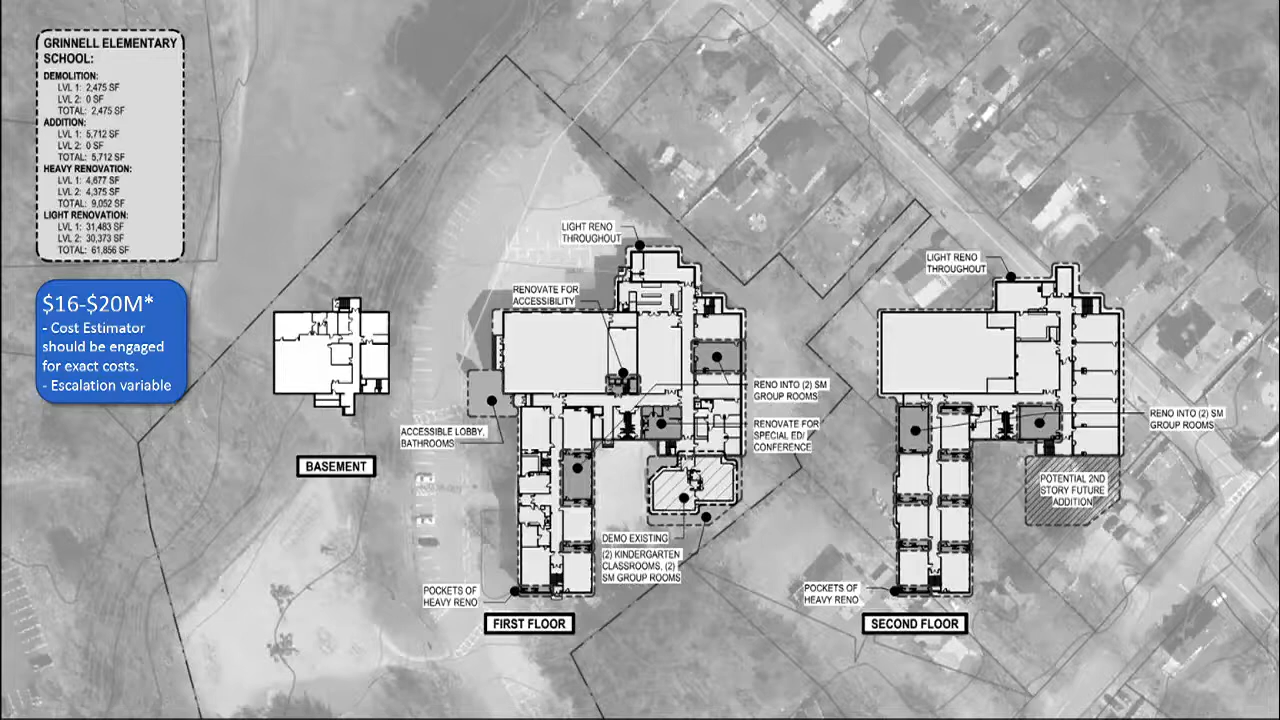 GRINNELL ELEMENTARY
SCHOOL:
DEMOLITION:
LVL 1: 2,475 SF
LVL 2: 0 SF
TOTAL: 2,475 SF
ADDITION:
LVL 1: 5,712 SF
LVL 2: 0 SF
TOTAL: 5,712 SF
HEAVY RENOVATION:
LVL 1: 4,677 SF
LVL 2: 4,375 SF
TOTAL: 9,052 SF
LIGHT RENOVATION:
LVL 1: 31,483 SF
LVL 2: 30,373 SF
TOTAL: 61,856 SF
$16-$20M*
- Cost Estimator
should be engaged
for exact costs.
- Escalation variable
BASEMENT
LIGHT RENO
THROUGHOUT
RENOVATE FOR
ACCESSIBILITY
ACCESSIBLE LOBBY,
BATHROOMS
RENO INTO (2) SM
GROUP ROOMS
RENOVATE FOR
SPECIAL ED/
CONFERENCE
DEMO EXISTING
(2) KINDERGARTEN
CLASSROOMS, (2)
SM GROUP ROOMS
POCKETS OF
HEAVY RENO
FIRST FLOOR
LIGHT RENO
THROUGHOUT
RENO INTO (2) SM
GROUP ROOMS
POTENTIAL 2ND
STORY FUTURE
ADDITION
POCKETS OF
HEAVY RENO
SECOND FLOOR